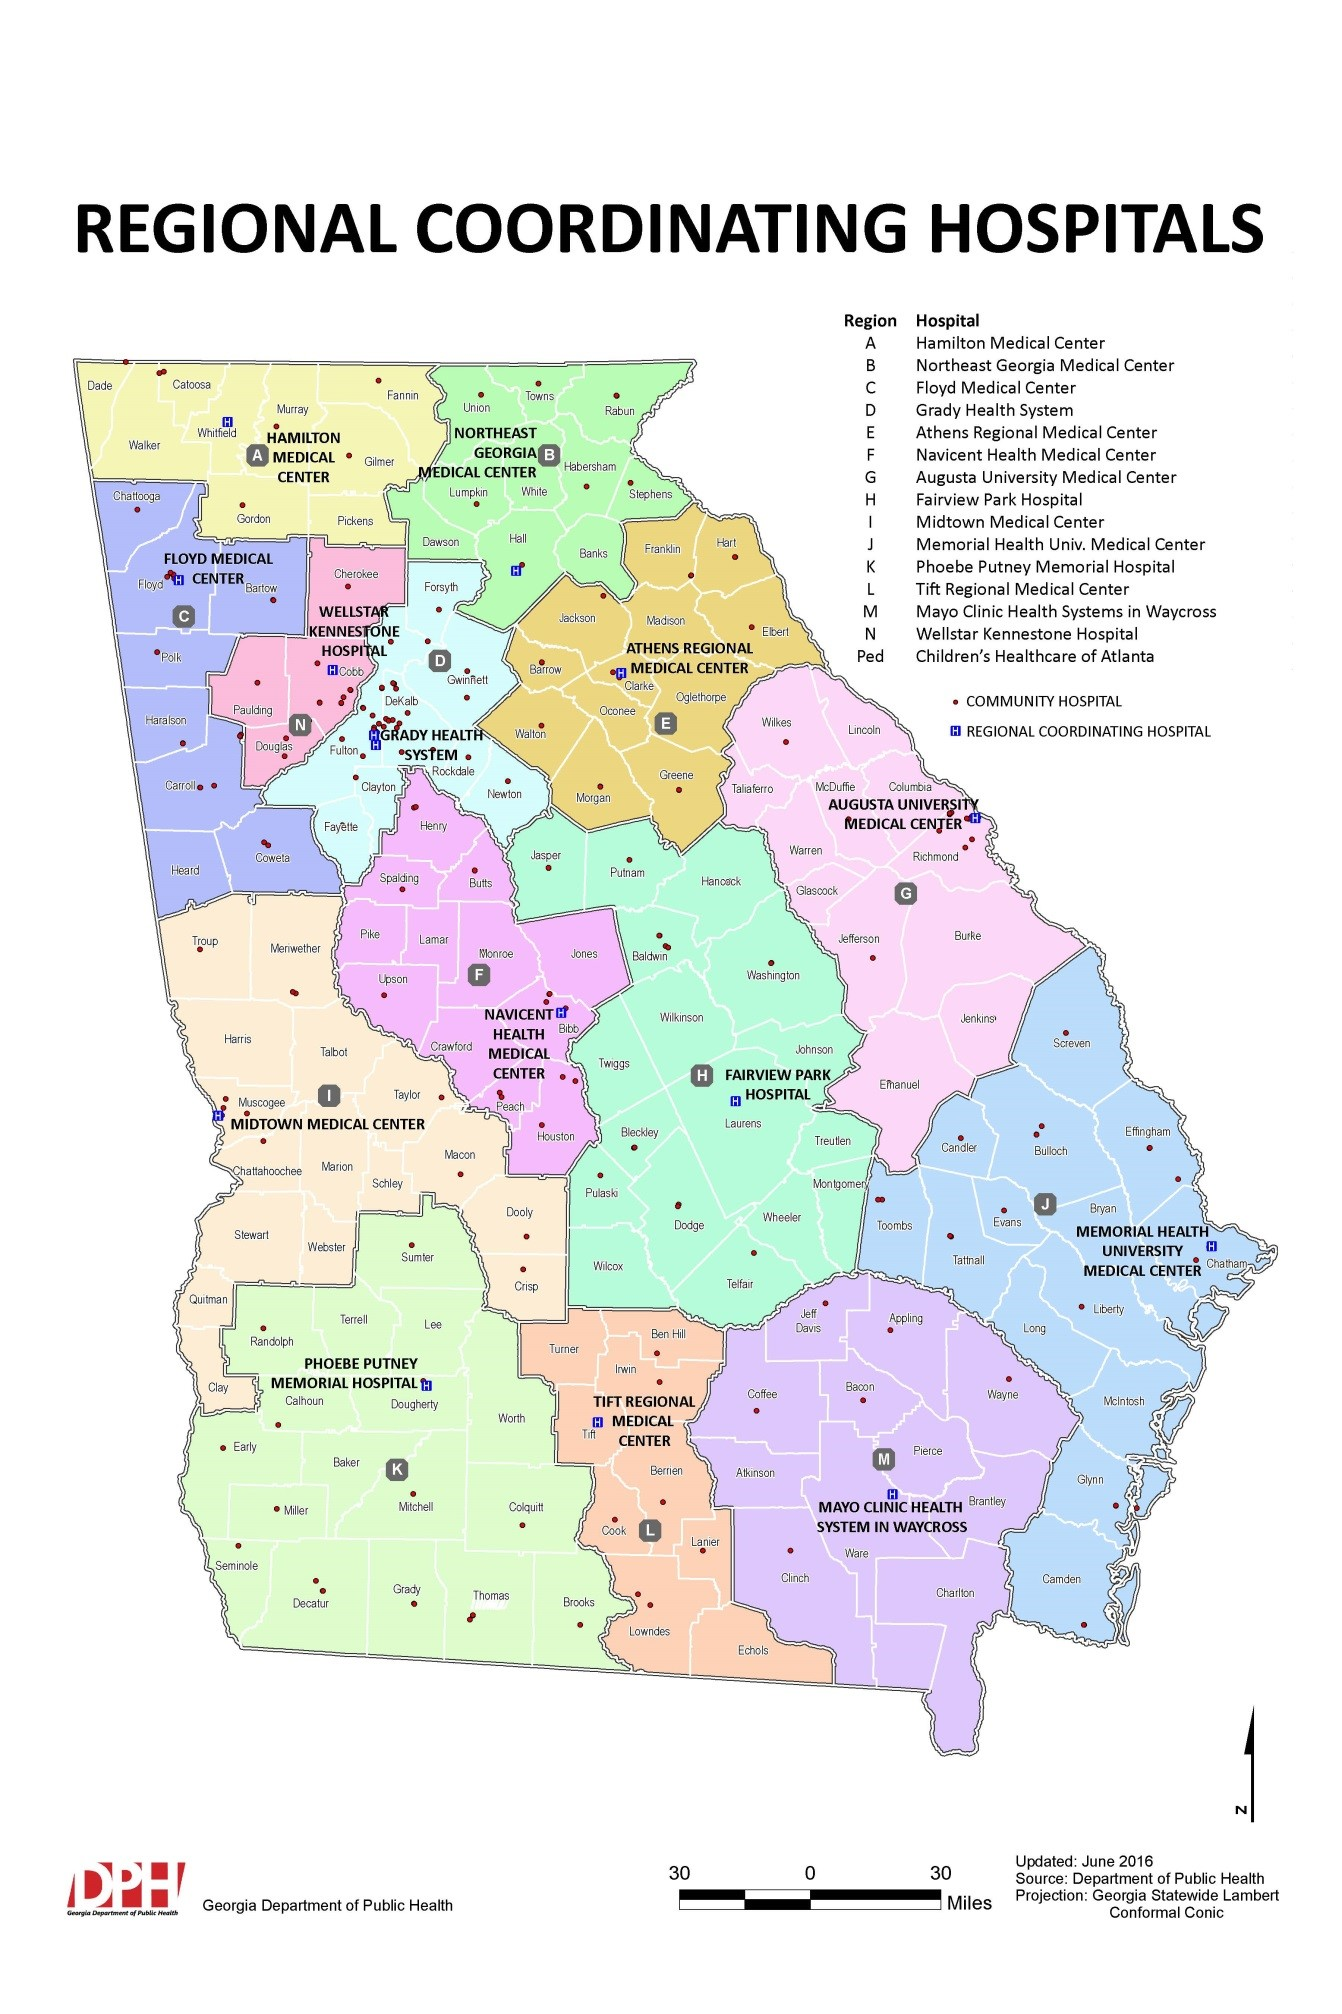 REGIONAL COORDINATING HOSPITALS
Region Hospital
A Hamilton Medical Center
B Northeast Georgia Medical Center
C Floyd Medical Center
D Grady Health System
E Athens Regional Medical Center
F Navicent Health Medical Center
G Augusta University Medical Center
H Fairview Park Hospital
I Midtown Medical Center
J Memorial Health Univ. Medical Center
K Phoebe Putney Memorial Hospital
L Tift Regional Medical Center
M Mayo Clinic Health Systems in Waycross
N Wellstar Kennestone Hospital
Ped Children's Healthcare of Atlanta
COMMUNITY HOSPITAL
H REGIONAL COORDINATING HOSPITAL
Dade
Catoosa
Fannin
Murray
Whitfield
Walker
Gilmer
A
HAMILTON
MEDICAL
CENTER
Gordon
Pickens
Union
Towns
Rabun
NORTHEAST
GEORGIA
MEDICAL CENTER
B
Habersham
Lumpkin
White
Stephens
Dawson
Hall
Banks
Chattooga
FLOYD MEDICAL
CENTER
Floyd
Bartow
C
Polk
Haralson
Carroll
Heard
Coweta
Cherokee
WELLSTAR
KENNESTONE
HOSPITAL
Cobb
Paulding
N
Douglas
Forsyth
D
Gwinnett
DeKalb
GRADY HEALTH
SYSTEM
Fulton
Rockdale
Clayton
Newton
Fayette
Franklin
Hart
Jackson
Madison
Elbert
ATHENS REGIONAL
MEDICAL CENTER
Barrow
Clarke
Oglethorpe
Oconee
E
Walton
Greene
Morgan
Wilkes
Lincoln
Taliaferro
McDuffie
Columbia
AUGUSTA UNIVERSITY
MEDICAL CENTER
Warren
Richmond
Glascock
G
Jefferson
Burke
Jenkins
Emanuel
Henry
Spalding
Butts
Pike
Lamar
Monroe
Jones
Upson
F
NAVICENT
HEALTH
MEDICAL
CENTER
Bibb
Crawford
Peach
Houston
Jasper
Putnam
Hancock
Baldwin
Washington
Wilkinson
Twiggs
Johnson
H
FAIRVIEW PARK
HOSPITAL
Laurens
Bleckley
Treutlen
Pulaski
Montgomery
Dodge
Wheeler
Wilcox
Telfair
Troup
Meriwether
Harris
Talbot
I
Taylor
Muscogee
MIDTOWN MEDICAL CENTER
Macon
Chattahoochee
Marion
Schley
Dooly
Stewart
Webster
Crisp
Quitman
Clay
Screven
Effingham
Candler
Bulloch
J
Toombs
Evans
Bryan
Tattnall
MEMORIAL HEALTH
UNIVERSITY
MEDICAL CENTER
Chatham
Liberty
Long
McIntosh
Glynn
Camden
Sumter
Terrell
Lee
Randolph
PHOEBE PUTNEY
MEMORIAL HOSPITAL
Calhoun
Dougherty
Worth
Early
Baker
K
Miller
Mitchell
Colquitt
Seminole
Decatur
Grady
Thomas
Brooks
Turner
Ben Hill
Irwin
TIFT REGIONAL
MEDICAL
CENTER
Tift
Berrien
Cook
L
Lanier
Lowndes
Echols
Jeff
Davis
Appling
Coffee
Bacon
Wayne
Atkinson
M
Pierce
MAYO CLINIC HEALTH
SYSTEM IN WAYCROSS
Brantley
Ware
Clinch
Charlton
N
DPH
Georgia Department of Public Health
Georgia Department of Public Health
30 0 30
Miles
Updated: June 2016
Source: Department of Public Health
Projection: Georgia Statewide Lambert
Conformal Conic